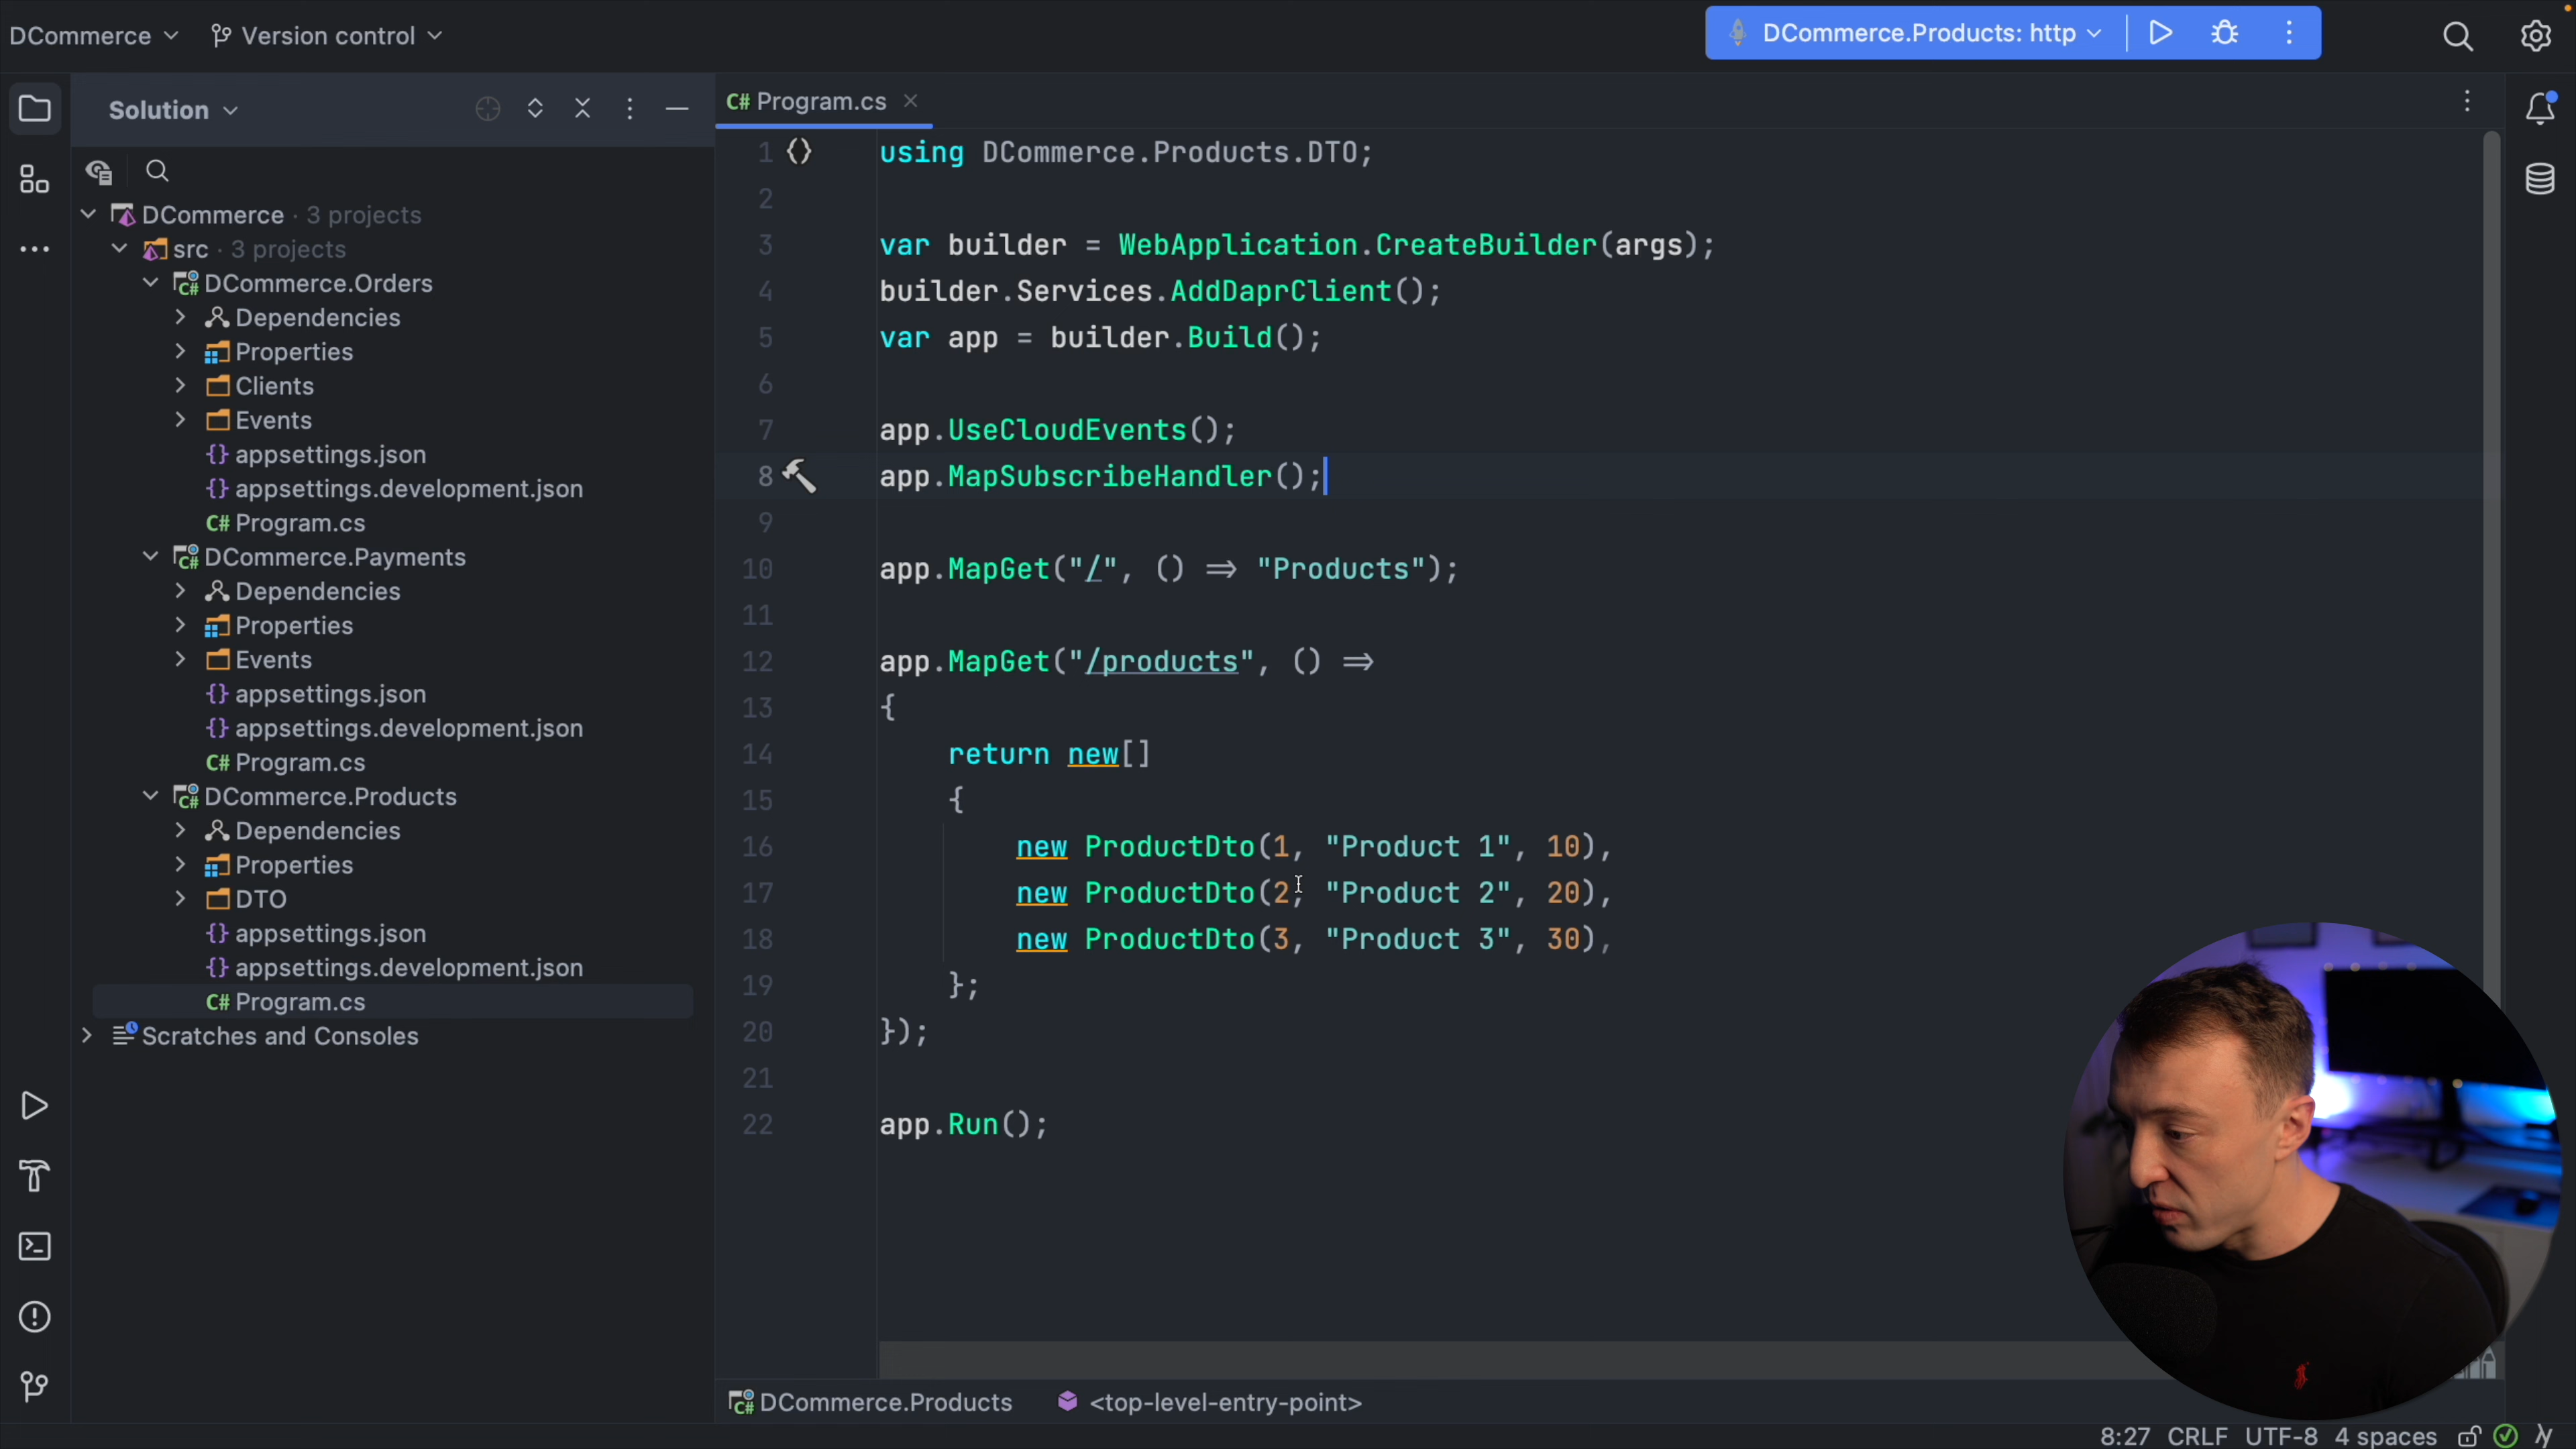 DCommerce
Version control
DCommerce.Products: http
Solution
DCommerce · 3 projects
src · 3 projects
DCommerce.Orders
Dependencies
Properties
Clients
Events
{} appsettings.json
{} appsettings.development.json
C# Program.cs
DCommerce.Payments
Dependencies
Properties
Events
{} appsettings.json
{} appsettings.development.json
C# Program.cs
DCommerce.Products
Dependencies
Properties
DTO
{} appsettings.json
{} appsettings.development.json
C# Program.cs
Scratches and Consoles
C# Program.cs
1 using DCommerce.Products.DTO;
2
3 var builder = WebApplication.CreateBuilder(args);
4 builder.Services.AddDaprClient();
5 var app = builder.Build();
6
7 app.UseCloudEvents();
8 app.MapSubscribeHandler();
9
10 app.MapGet("/", () => "Products");
11
12 app.MapGet("/products", () =>
13 {
14 return new[]
15 {
16 new ProductDto(1, "Product 1", 10),
17 new ProductDto(2, "Product 2", 20),
18 new ProductDto(3, "Product 3", 30),
19 };
20 });
21
22 app.Run();
DCommerce.Products <top-level-entry-point>
8:27 CRLF UTF-8 4 spaces